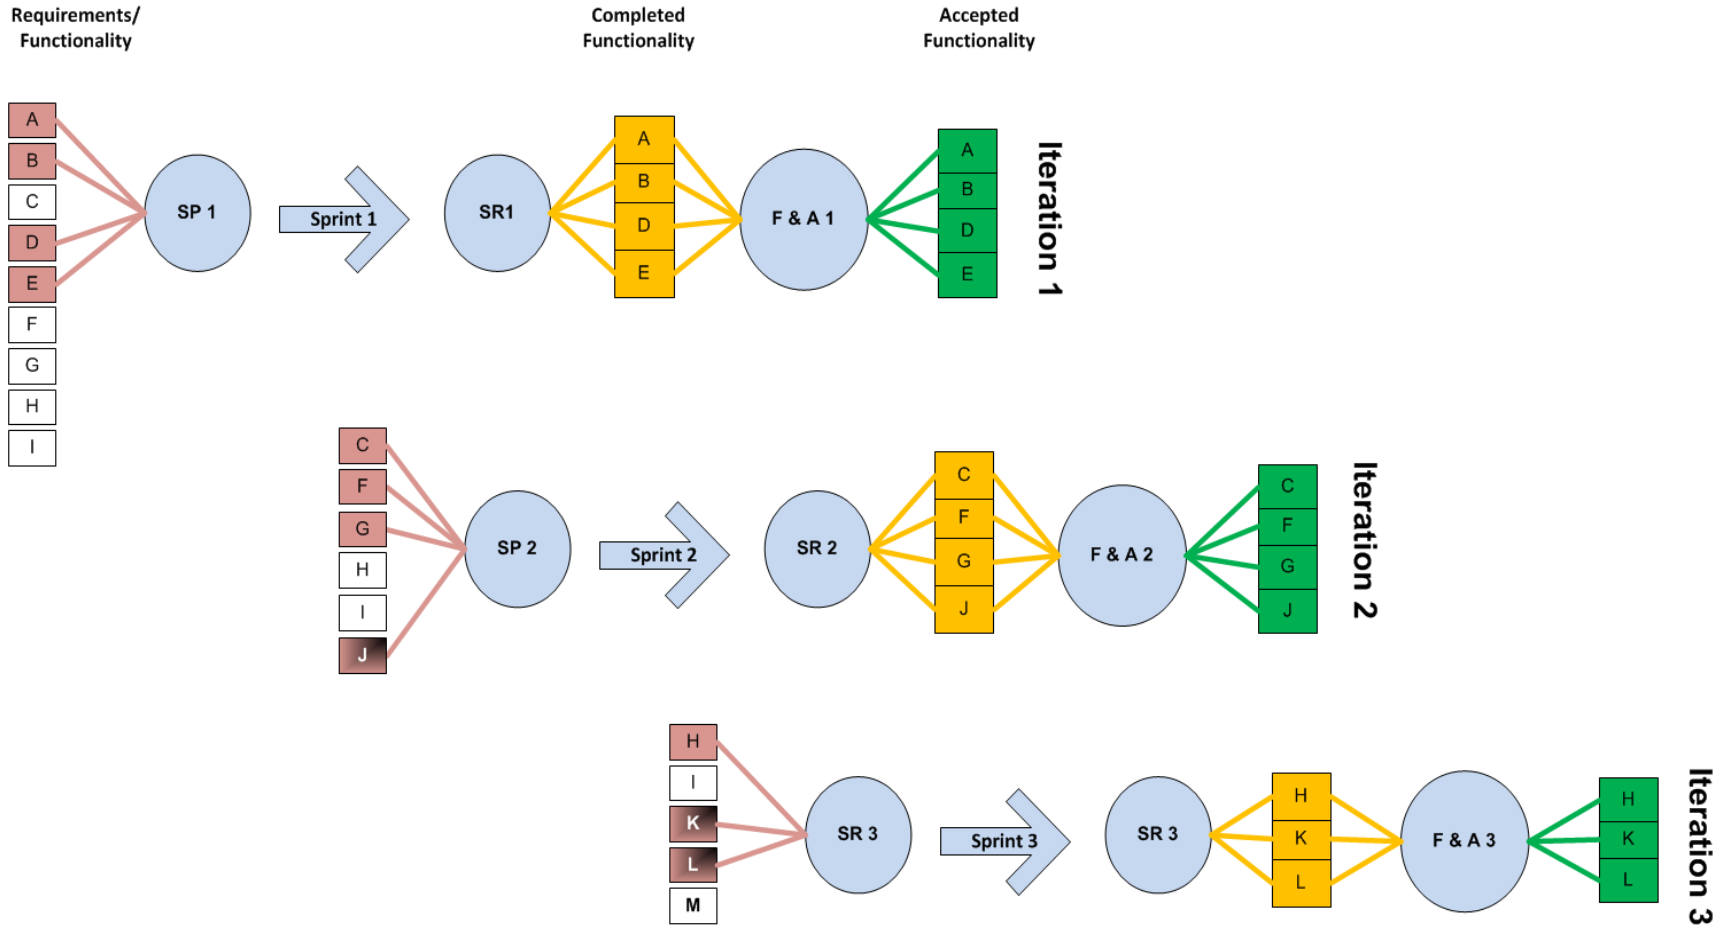 Requirements/
Functionality
Completed
Functionality
Accepted
Functionality
A
B
C
D
E
F
G
H
I
SP 1
Sprint 1
SR1
A
B
D
E
F & A 1
A
B
D
E
Iteration 1
C
F
G
H
I
J
SP 2
Sprint 2
SR 2
C
F
G
J
F & A 2
C
F
G
J
Iteration 2
H
I
K
L
M
SR 3
Sprint 3
SR 3
H
K
L
F & A 3
H
K
L
Iteration 3